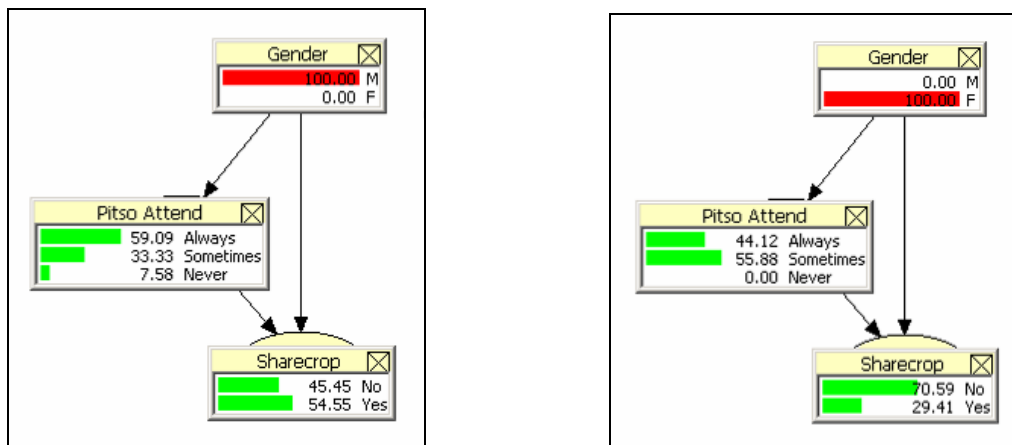 Gender
100.00 M
0.00 F
Pitso Attend
59.09 Always
33.33 Sometimes
7.58 Never
Sharecrop
45.45 No
54.55 Yes
Gender
0.00 M
100.00 F
Pitso Attend
44.12 Always
55.88 Sometimes
0.00 Never
Sharecrop
70.59 No
29.41 Yes